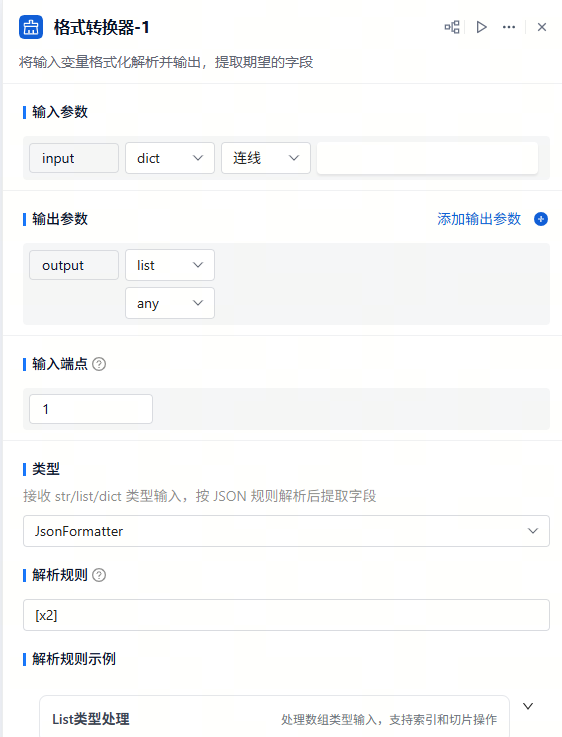 格式转换器-1
将输入变量格式化解析并输出，提取期望的字段
输入参数
input dict 连线
输出参数 添加输出参数
output list
any
输入端点
1
类型
接收 str/list/dict 类型输入，按 JSON 规则解析后提取字段
JsonFormatter
解析规则
[x2]
解析规则示例
List类型处理 处理数组类型输入，支持索引和切片操作